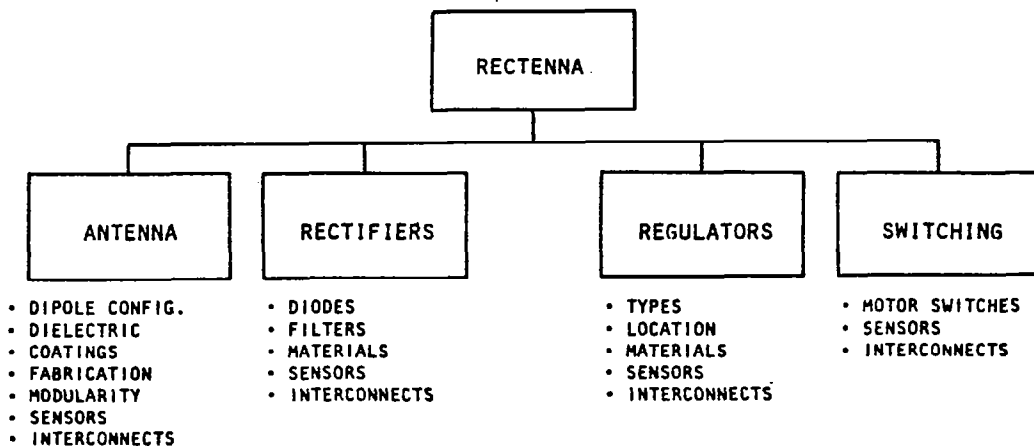 RECTENNA
ANTENNA
RECTIFIERS
REGULATORS
SWITCHING
• DIPOLE CONFIG.
• DIELECTRIC
• COATINGS
• FABRICATION
• MODULARITY
• SENSORS
• INTERCONNECTS
• DIODES
• FILTERS
• MATERIALS
• SENSORS
• INTERCONNECTS
• TYPES
• LOCATION
• MATERIALS
• SENSORS
• INTERCONNECTS
• MOTOR SWITCHES
• SENSORS
• INTERCONNECTS